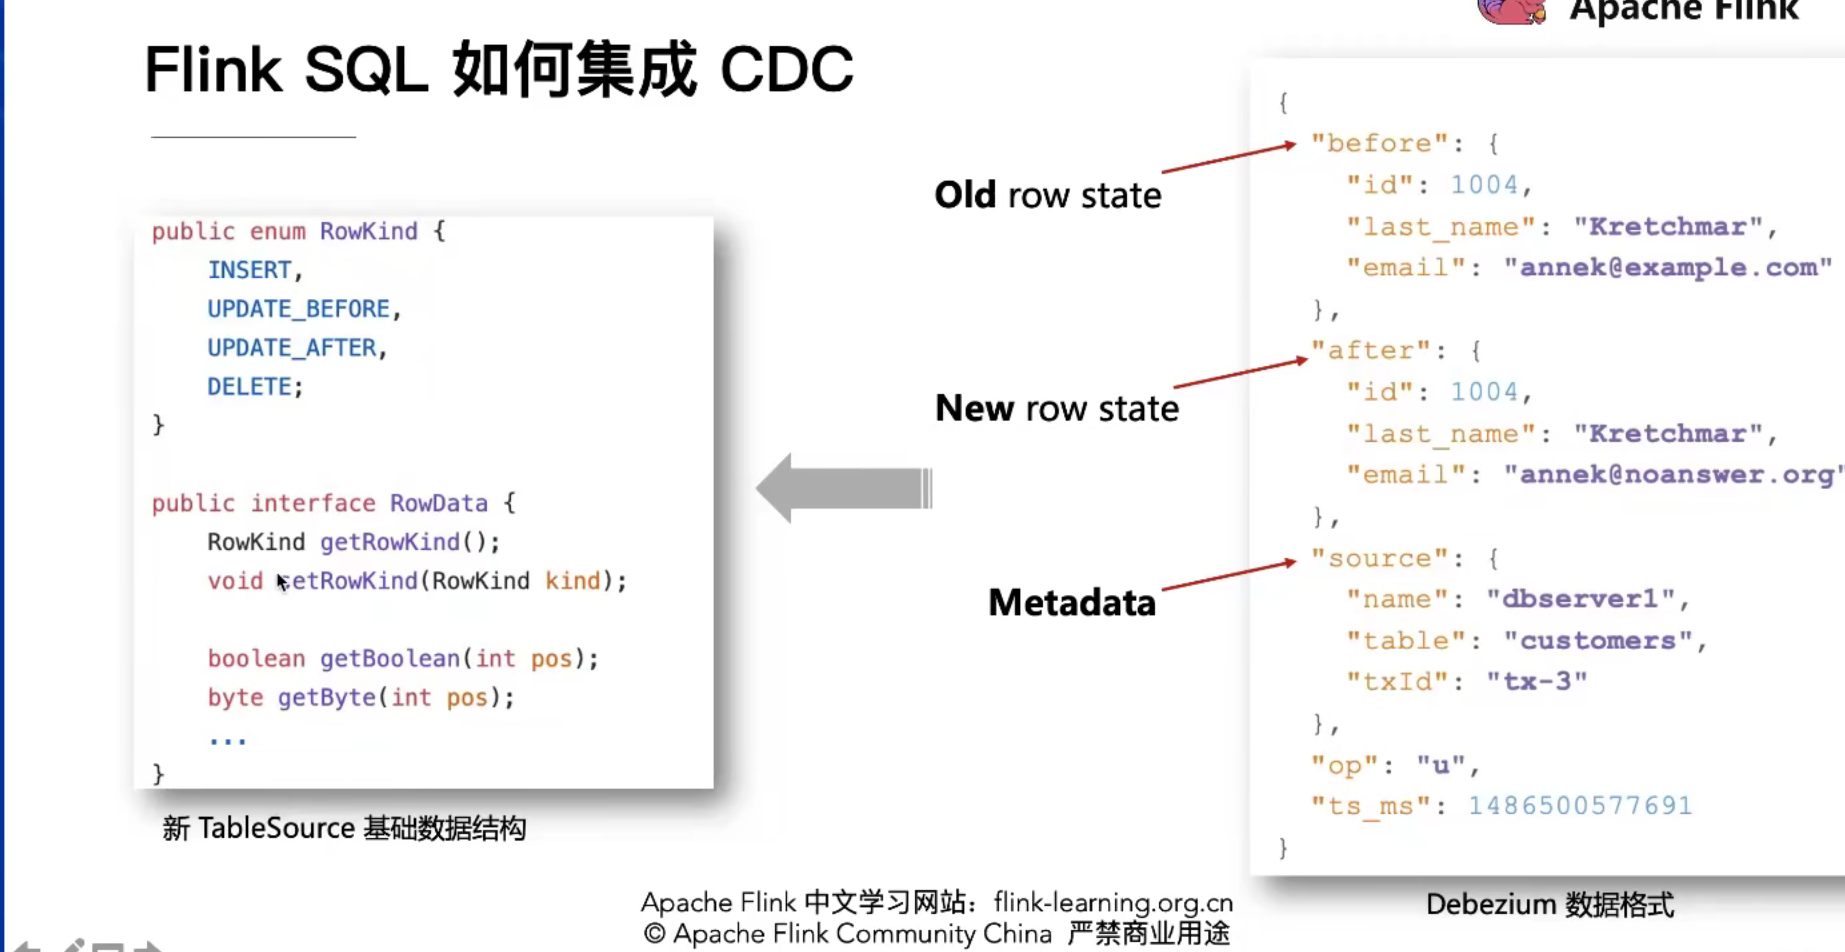 Apache Flink
Flink SQL 如何集成 CDC
public enum RowKind {
INSERT,
UPDATE_BEFORE,
UPDATE_AFTER,
DELETE;
}
public interface RowData {
RowKind getRowKind();
void setRowKind(RowKind kind);
boolean getBoolean(int pos);
byte getByte(int pos);
...
}
新 TableSource 基础数据结构
Old row state
New row state
Metadata
{
"before": {
"id": 1004,
"last_name": "Kretchmar",
"email": "annek@example.com"
},
"after": {
"id": 1004,
"last_name": "Kretchmar",
"email": "annek@noanswer.org"
},
"source": {
"name": "dbserver1",
"table": "customers",
"txId": "tx-3"
},
"op": "u",
"ts_ms": 1486500577691
}
Debezium 数据格式
Apache Flink 中文学习网站：flink-learning.org.cn
© Apache Flink Community China 严禁商业用途